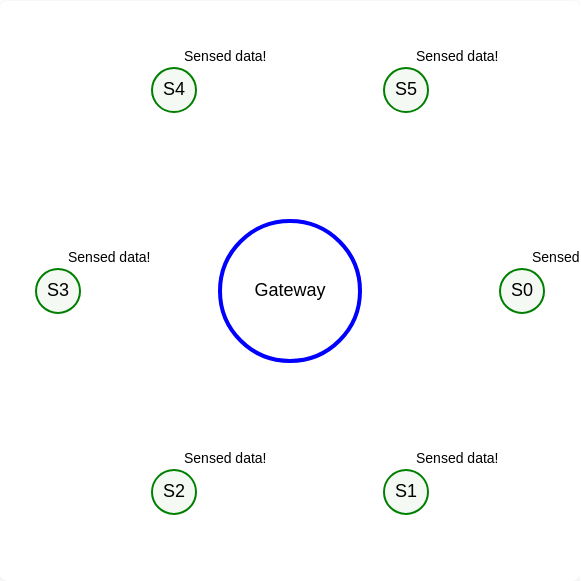 Sensed data!
Sensed data!
S4
S5
Sensed data!
Sensed
S3
Gateway
S0
Sensed data!
Sensed data!
S2
S1